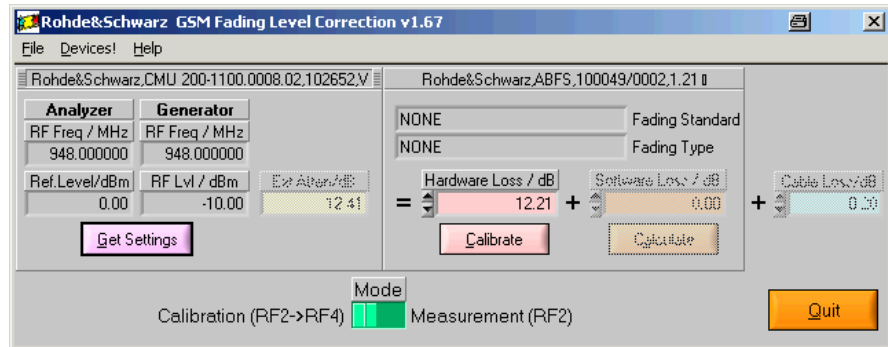 Rohde&Schwarz GSM Fading Level Correction v1.67
File Devices! Help
Rohde&Schwarz,CMU 200-1100.0008.02,102652,V
Rohde&Schwarz,ABFS,100049/0002,1.21
Analyzer Generator
RF Freq / MHz RF Freq / MHz
948.000000 948.000000
NONE Fading Standard
NONE Fading Type
Ref.Level/dBm RF Lvl / dBm Ext Atten/dB
0.00 -10.00 12.41
Hardware Loss / dB Software Loss / dB Cable Loss/dB
= 12.21 + 0.00 + 0.20
Get Settings
Calibrate Calculate
Mode
Calibration (RF2->RF4) Measurement (RF2)
Quit